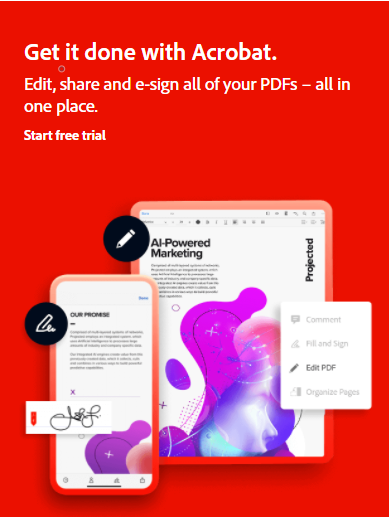 Get it done with Acrobat.
Edit, share and e-sign all of your PDFs – all in
one place.
Start free trial
AI-Powered
Marketing
Projected
Done
OUR PROMISE
Comment
Fill and Sign
Edit PDF
Organize Pages